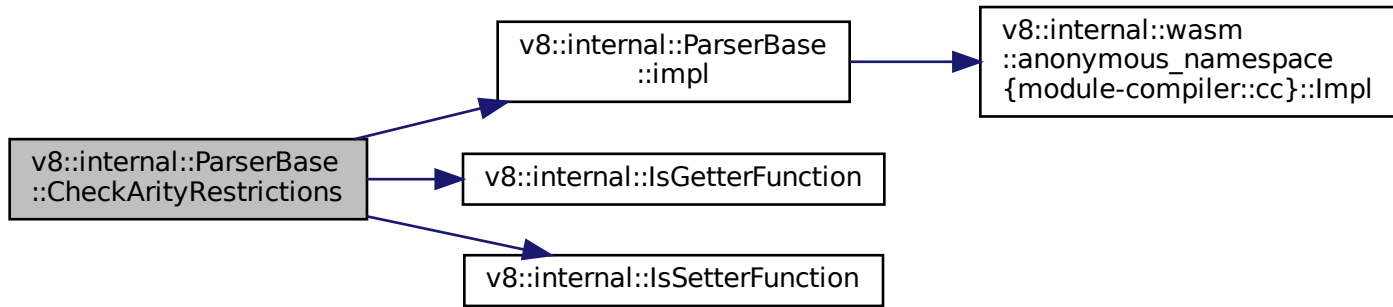 v8::internal::ParserBase
::CheckArityRestrictions
v8::internal::ParserBase
::impl
v8::internal::wasm
::anonymous_namespace
{module-compiler::cc}::Impl
v8::internal::IsGetterFunction
v8::internal::IsSetterFunction